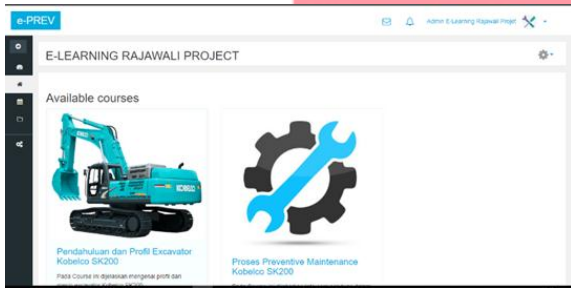 e-PREV
Admin E-Learning Rajawali Projet
E-LEARNING RAJAWALI PROJECT
Available courses
KOBELCO
Pendahuluan dan Profil Excavator
Kobelco SK200
Proses Preventive Maintenance
Kobelco SK200
Pada Course ini dijelaskan mengenai profil dan